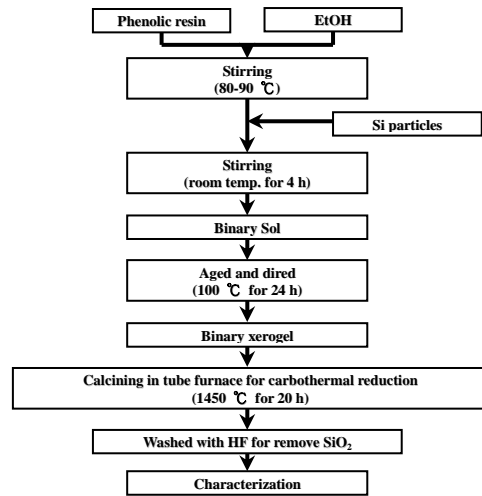 Phenolic resin
EtOH
Stirring
(80-90 ℃)
Si particles
Stirring
(room temp. for 4 h)
Binary Sol
Aged and dired
(100 ℃ for 24 h)
Binary xerogel
Calcining in tube furnace for carbothermal reduction
(1450 ℃ for 20 h)
Washed with HF for remove SiO₂
Characterization